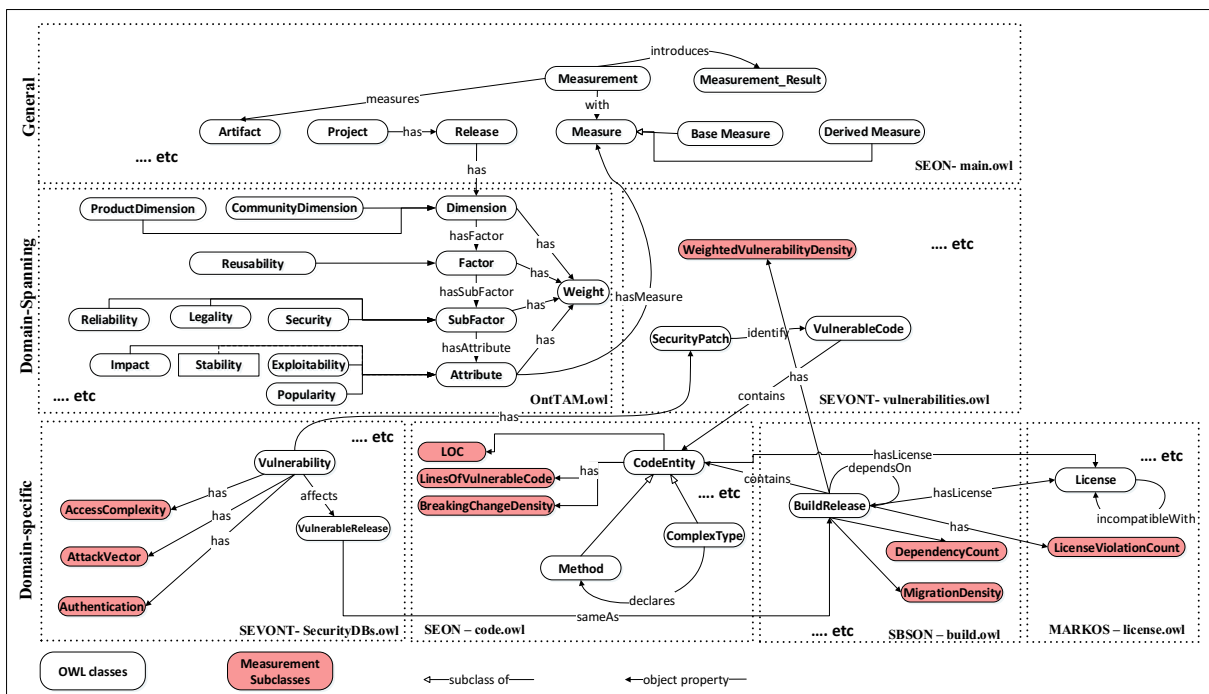 General
introduces
Measurement
Measurement_Result
measures
with
Artifact
Project
has
Release
Measure
Base Measure
Derived Measure
.... etc
SEON- main.owl
has
Domain-Spanning
ProductDimension
CommunityDimension
Dimension
hasFactor
has
Reusability
Factor
has
Weight
hasSubFactor
has
Reliability
Legality
Security
SubFactor
hasAttribute
has
Impact
Stability
Exploitability
Popularity
Attribute
.... etc
OntTAM.owl
hasMeasure
.... etc
WeightedVulnerabilityDensity
SecurityPatch
identify
VulnerableCode
has
contains
SEVONT- vulnerabilities.owl
has
Domain-specific
.... etc
Vulnerability
has
affects
AccessComplexity
has
VulnerableRelease
has
AttackVector
Authentication
SEVONT- SecurityDBs.owl
LOC
CodeEntity
has
LinesOfVulnerableCode
BreakingChangeDensity
.... etc
ComplexType
Method
declares
sameAs
SEON – code.owl
hasLicense
dependsOn
contains
BuildRelease
hasLicense
has
DependencyCount
MigrationDensity
.... etc
SBSON – build.owl
.... etc
License
incompatibleWith
LicenseViolationCount
MARKOS – license.owl
OWL classes
Measurement
Subclasses
subclass of
object property